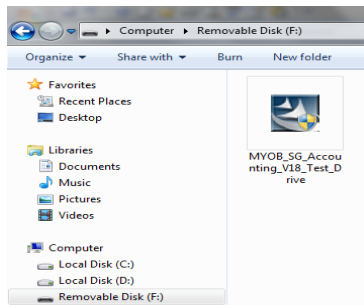 Computer ▸ Removable Disk (F:)
Organize Share with Burn New folder
Favorites
Recent Places
Desktop
Libraries
Documents
Music
Pictures
Videos
Computer
Local Disk (C:)
Local Disk (D:)
Removable Disk (F:)
MYOB_SG_Accou
nting_V18_Test_D
rive